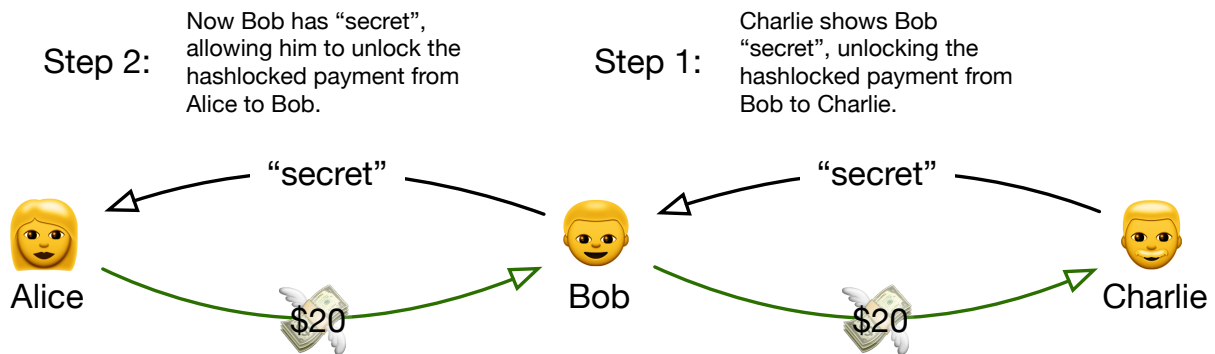 Step 2:
Now Bob has “secret”,
allowing him to unlock the
hashlocked payment from
Alice to Bob.
Step 1:
Charlie shows Bob
“secret”, unlocking the
hashlocked payment from
Bob to Charlie.
“secret”
“secret”
Alice
Bob
Charlie
$20
$20